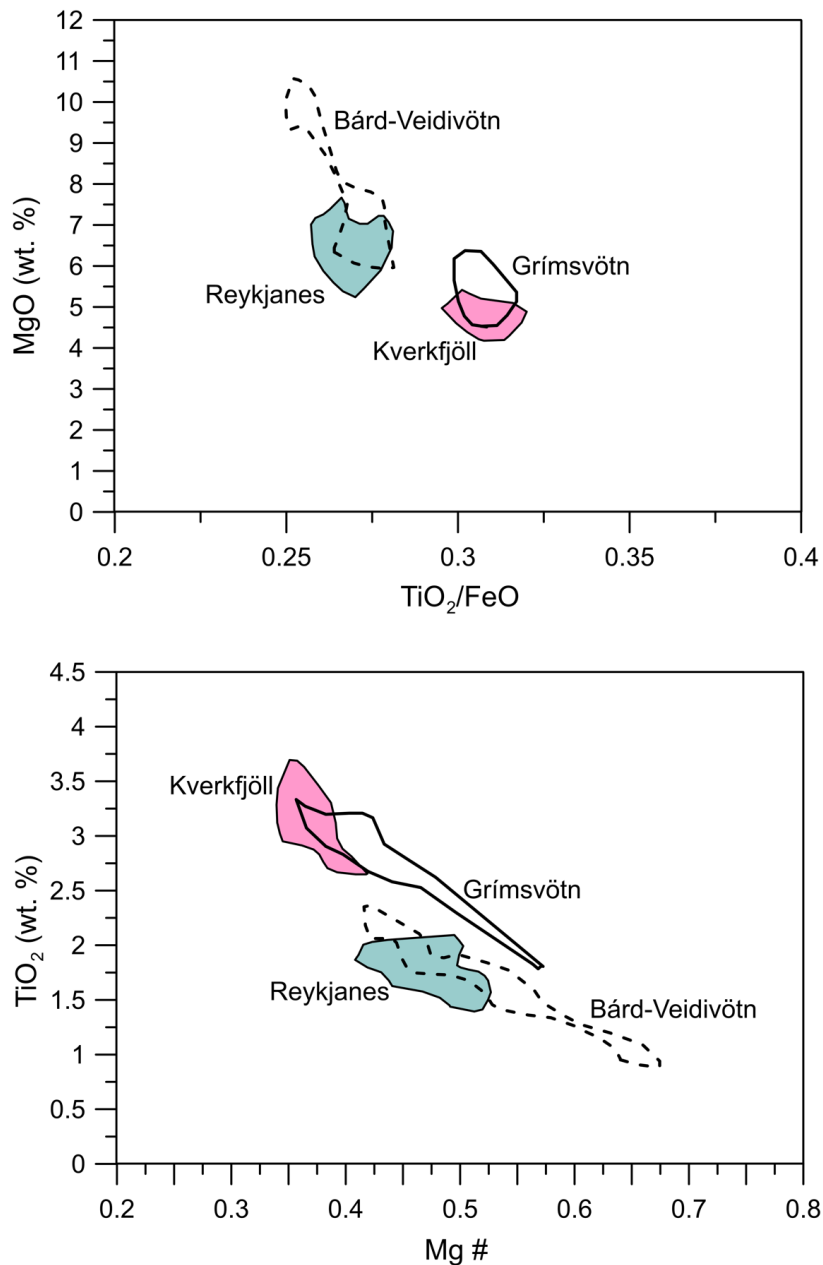 12
11
10
9
8
7
6
5
4
3
2
1
0
MgO (wt. %)
Bárd-Veidivötn
Reykjanes
Grímsvötn
Kverkfjöll
0.2 0.25 0.3 0.35 0.4
TiO₂/FeO
4.5
4
3.5
3
2.5
2
1.5
1
0.5
0
TiO₂ (wt. %)
Kverkfjöll
Grímsvötn
Reykjanes
Bárd-Veidivötn
0.2 0.3 0.4 0.5 0.6 0.7 0.8
Mg #